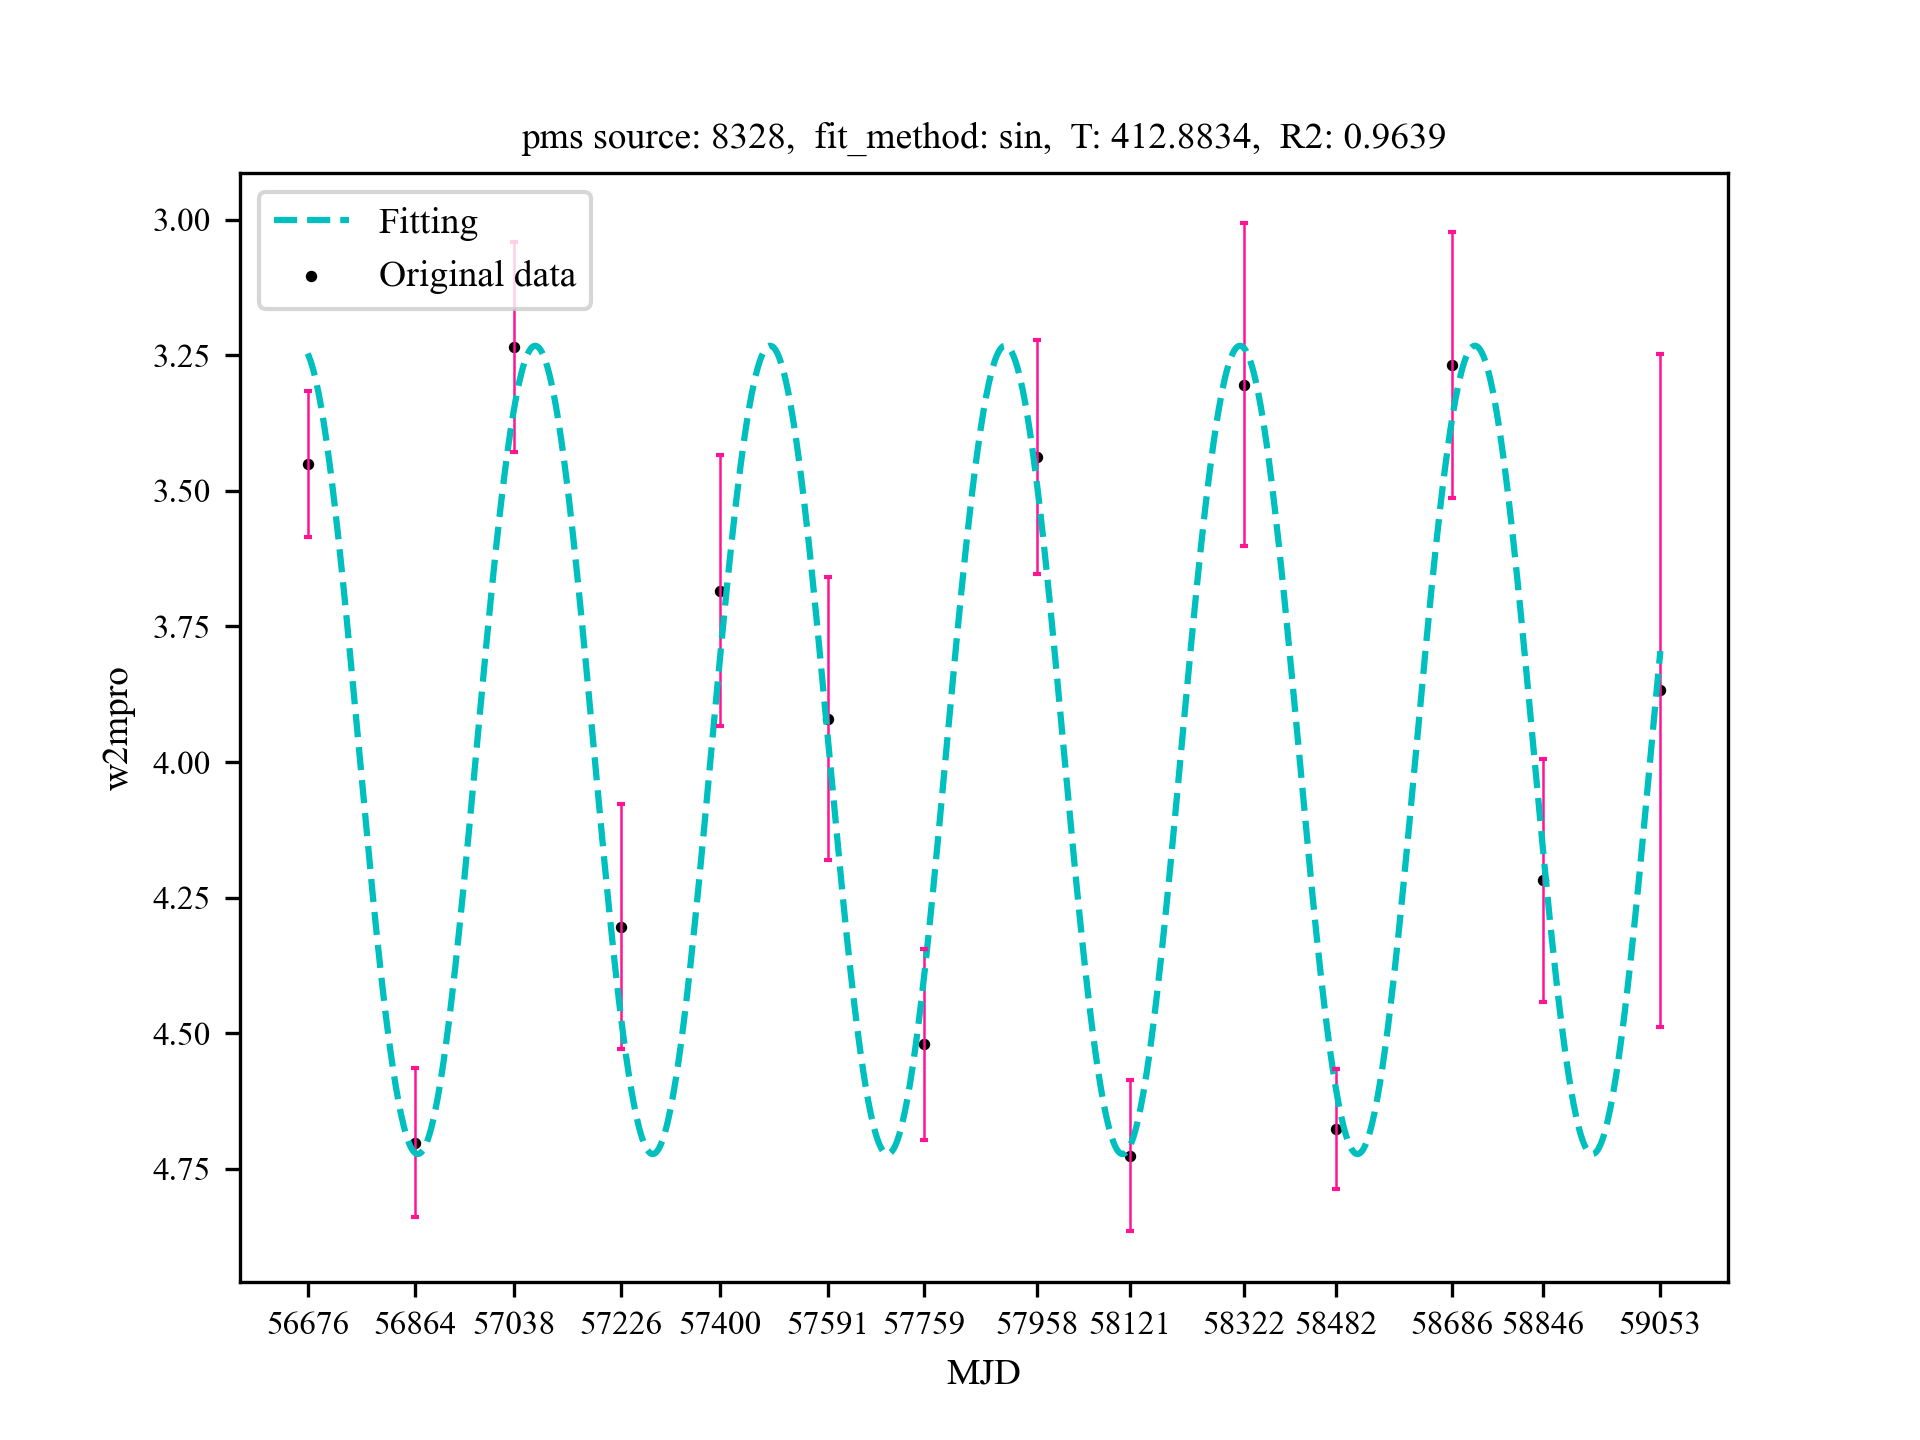 pms source: 8328,  fit_method: sin,  T: 412.8834,  R2: 0.9639
Fitting
Original data
3.00
3.25
3.50
3.75
4.00
4.25
4.50
4.75
w2mpro
56676 56864 57038 57226 57400 57591 57759 57958 58121 58322 58482 58686 58846 59053
MJD